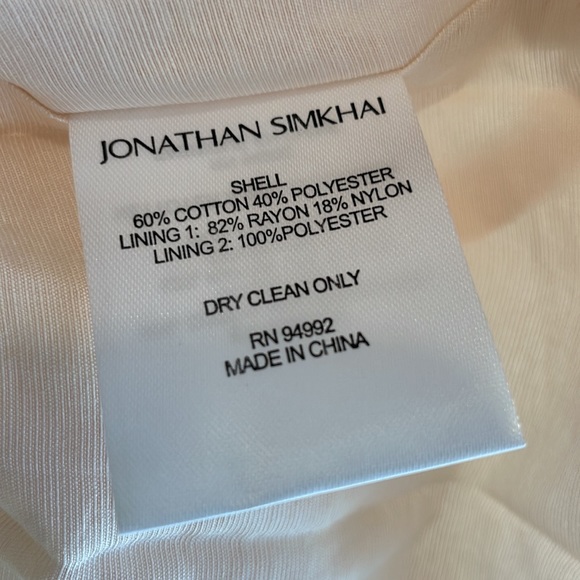 JONATHAN SIMKHAI
SHELL
60% COTTON 40% POLYESTER
LINING 1: 82% RAYON 18% NYLON
LINING 2: 100%POLYESTER
DRY CLEAN ONLY
RN 94992
MADE IN CHINA